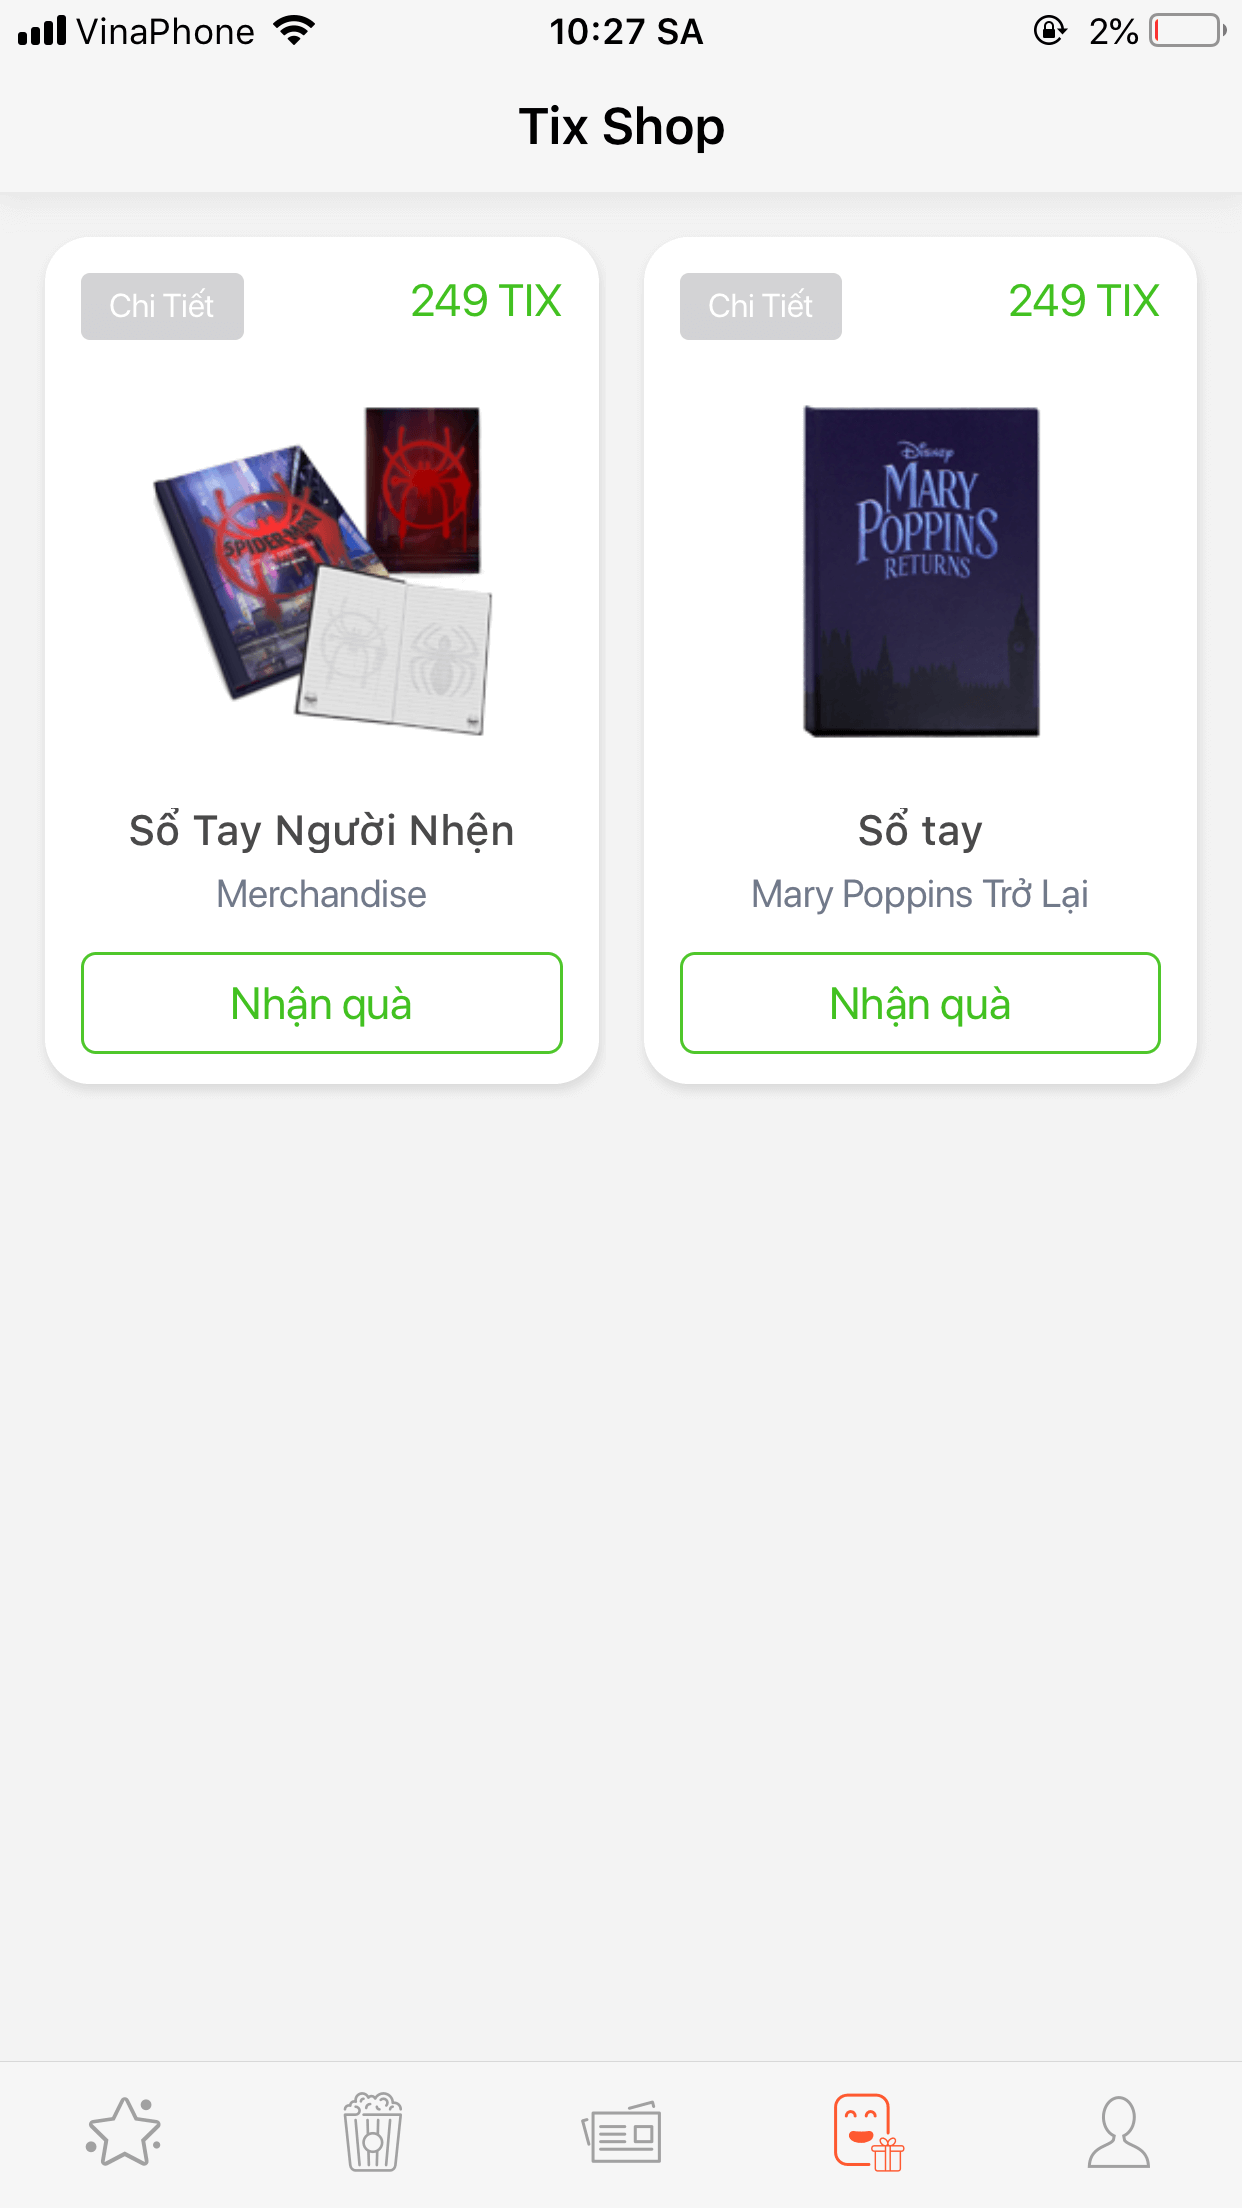 VinaPhone 10:27 SA 2%
Tix Shop
Chi Tiết 249 TIX
SPIDER-MAN
Sổ Tay Người Nhện
Merchandise
Nhận quà
Chi Tiết 249 TIX
Disney
MARY
POPPINS
RETURNS
Sổ tay
Mary Poppins Trở Lại
Nhận quà